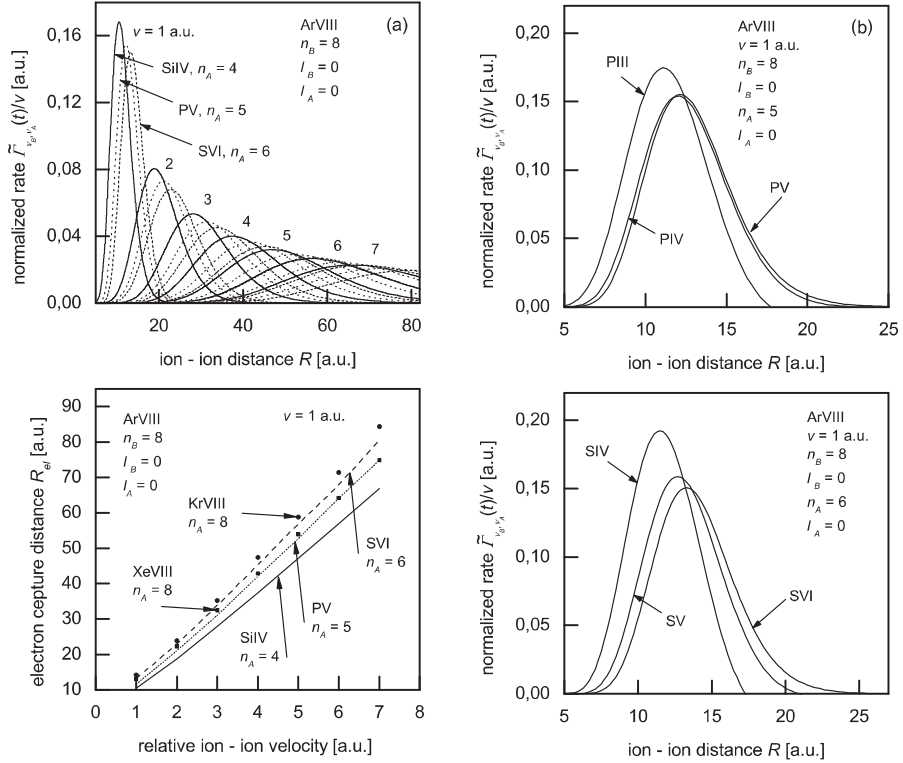 (a)
v = 1 a.u.
ArVIII
n_B = 8
l_B = 0
l_A = 0
SiIV, n_A = 4
PV, n_A = 5
SVI, n_A = 6
2
3
4
5
6
7
0,16
0,12
0,08
0,04
0,00
20
40
60
80
normalized rate Γ̃_{ν_B, ν_A}(t)/v [a.u.]
ion - ion distance R [a.u.]
(b)
ArVIII
v = 1 a.u.
n_B = 8
l_B = 0
n_A = 5
l_A = 0
PIII
PV
PIV
0,20
0,15
0,10
0,05
0,00
5
10
15
20
25
normalized rate Γ̃_{ν_B, ν_A}(t)/v [a.u.]
ion - ion distance R [a.u.]
ArVIII
n_B = 8
l_B = 0
l_A = 0
v = 1 a.u.
KrVIII
n_A = 8
XeVIII
n_A = 8
SVI
n_A = 6
PV
n_A = 5
SiIV
n_A = 4
90
80
70
60
50
40
30
20
10
0
1
2
3
4
5
6
7
8
electron cepture distance R_el [a.u.]
relative ion - ion velocity [a.u.]
ArVIII
v = 1 a.u.
n_B = 8
l_B = 0
n_A = 6
l_A = 0
SIV
SV
SVI
0,20
0,15
0,10
0,05
0,00
5
10
15
20
25
normalized rate Γ̃_{ν_B, ν_A}(t)/v [a.u.]
ion - ion distance R [a.u.]